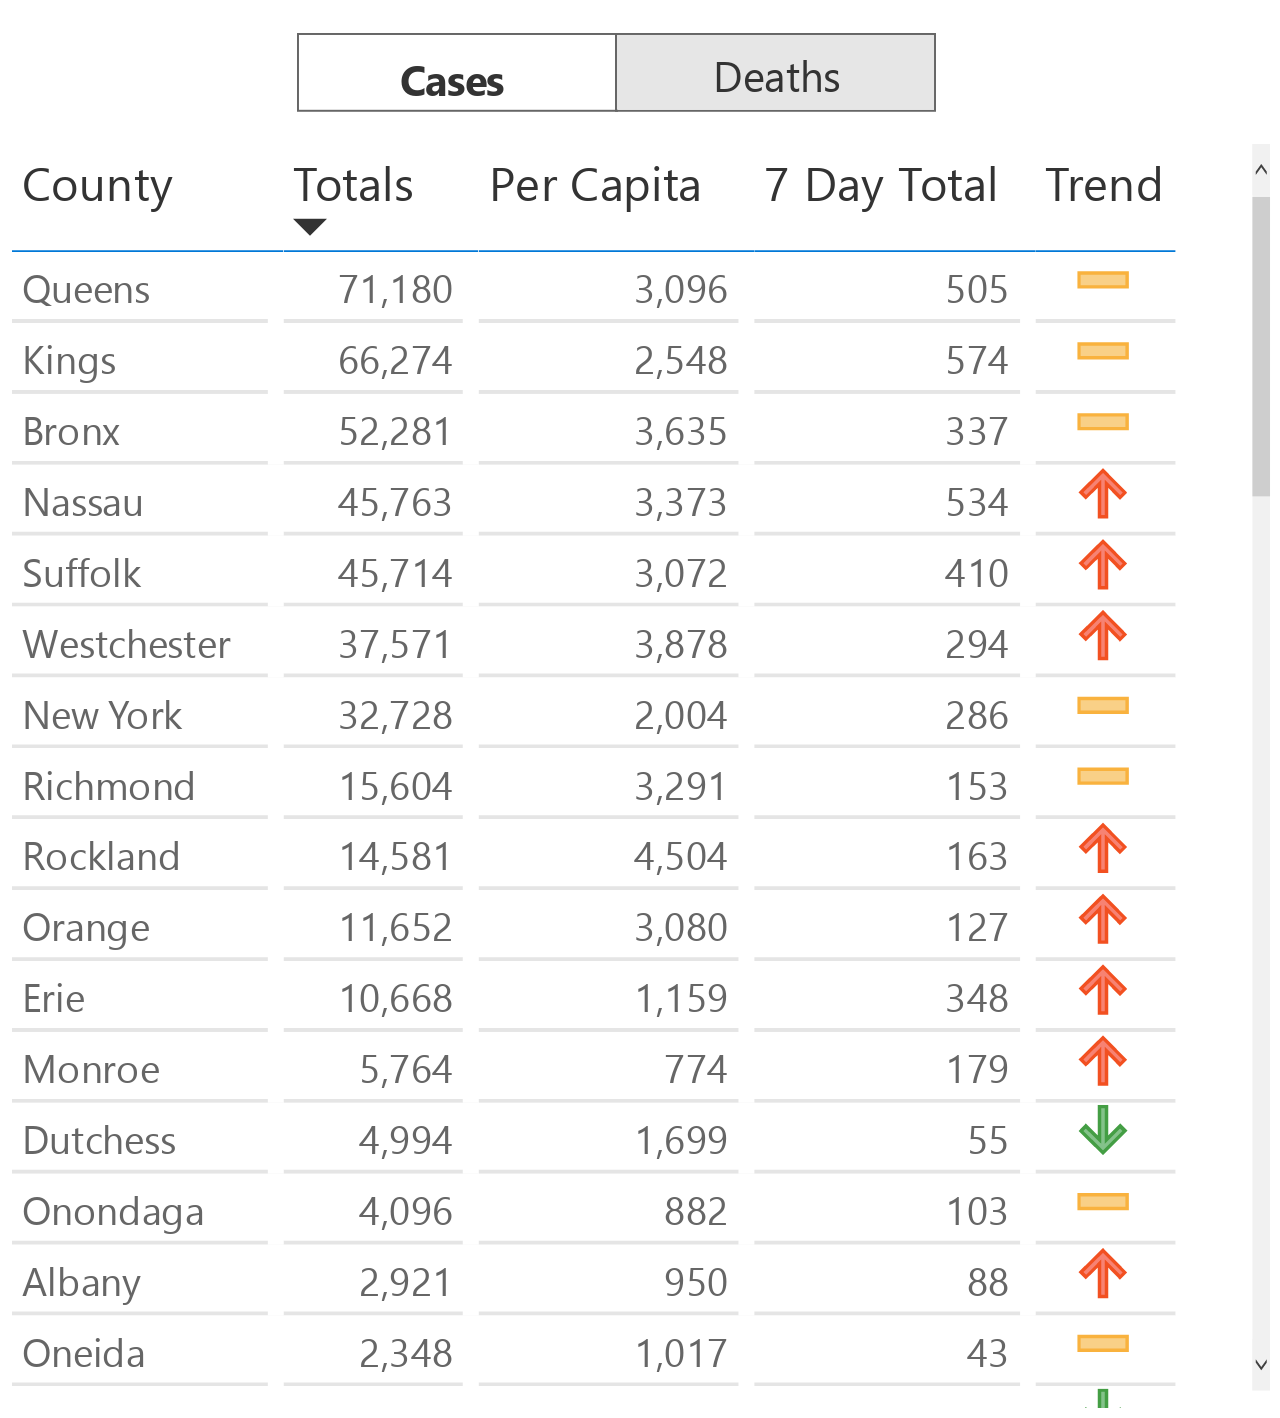 Cases Deaths
County Totals Per Capita 7 Day Total Trend
Queens 71,180 3,096 505
Kings 66,274 2,548 574
Bronx 52,281 3,635 337
Nassau 45,763 3,373 534
Suffolk 45,714 3,072 410
Westchester 37,571 3,878 294
New York 32,728 2,004 286
Richmond 15,604 3,291 153
Rockland 14,581 4,504 163
Orange 11,652 3,080 127
Erie 10,668 1,159 348
Monroe 5,764 774 179
Dutchess 4,994 1,699 55
Onondaga 4,096 882 103
Albany 2,921 950 88
Oneida 2,348 1,017 43